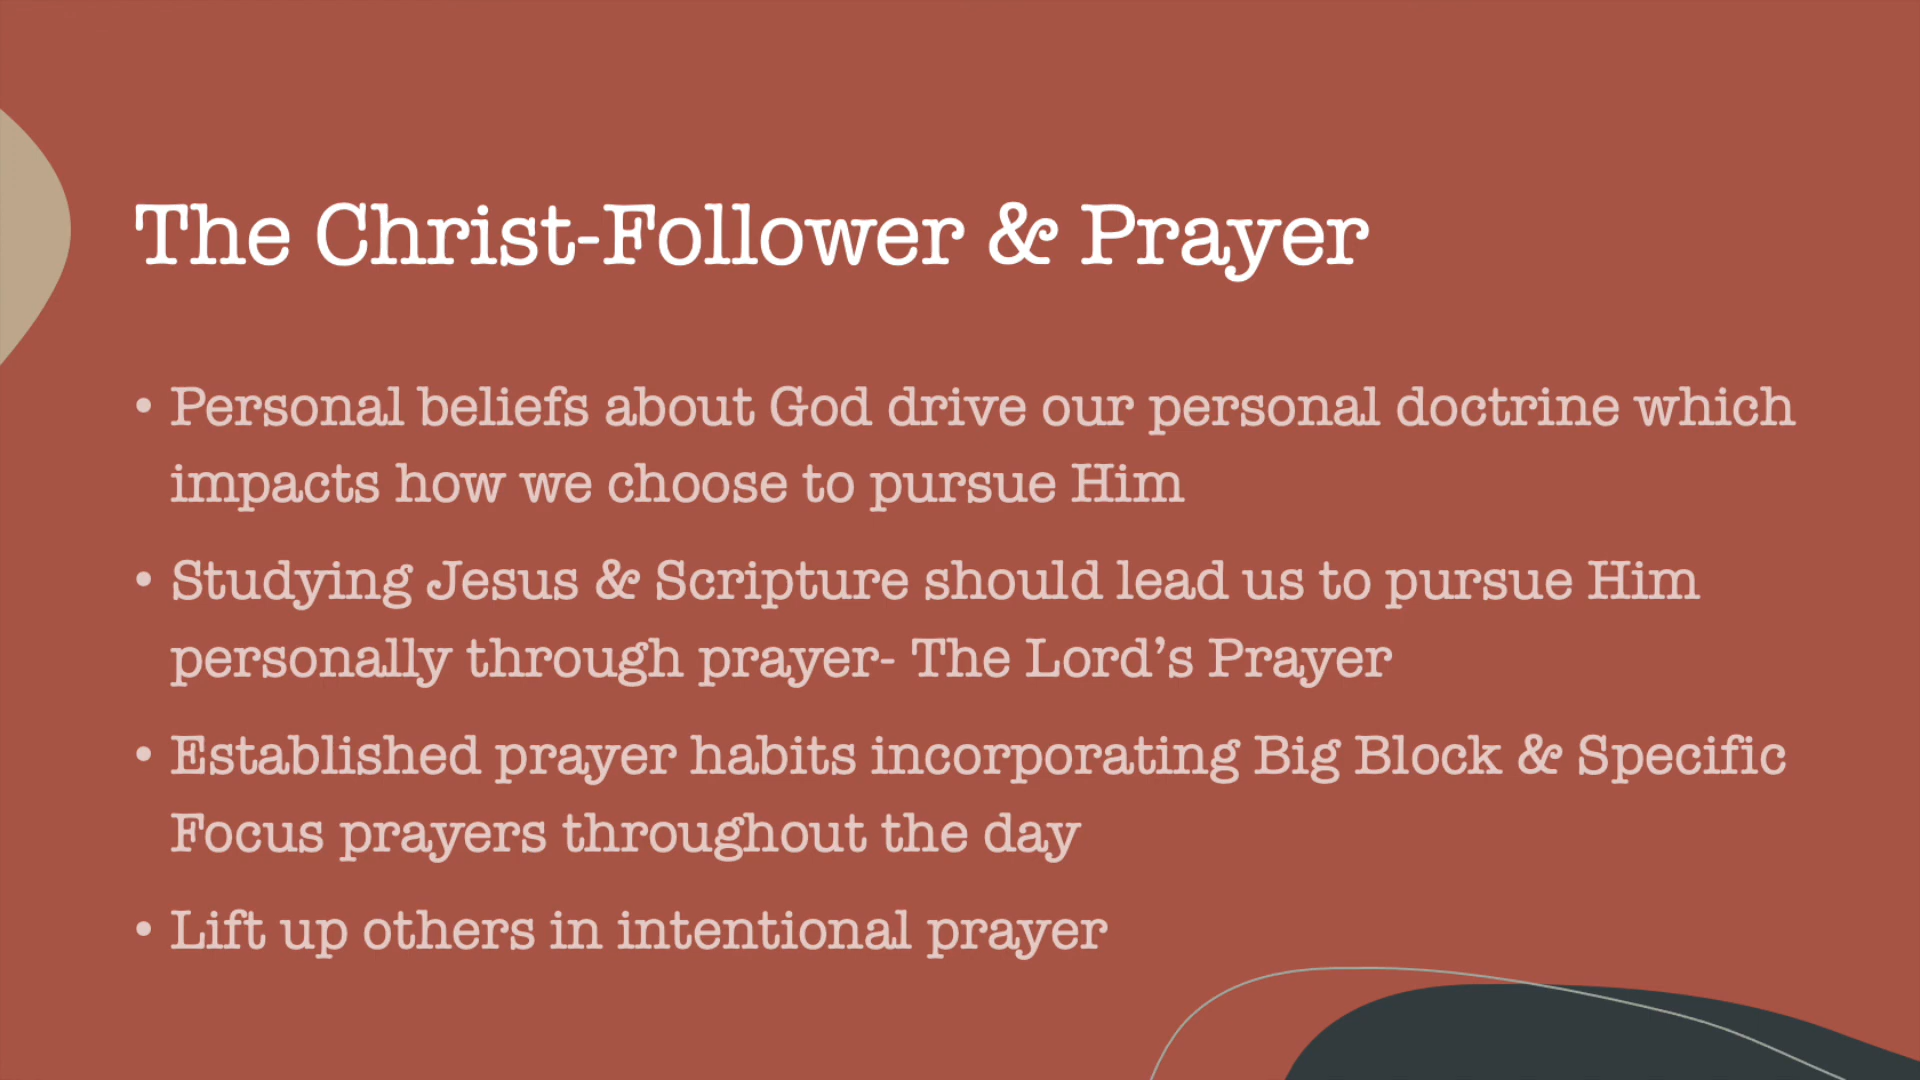 The Christ-Follower & Prayer
• Personal beliefs about God drive our personal doctrine which
impacts how we choose to pursue Him
• Studying Jesus & Scripture should lead us to pursue Him
personally through prayer- The Lord’s Prayer
• Established prayer habits incorporating Big Block & Specific
Focus prayers throughout the day
• Lift up others in intentional prayer